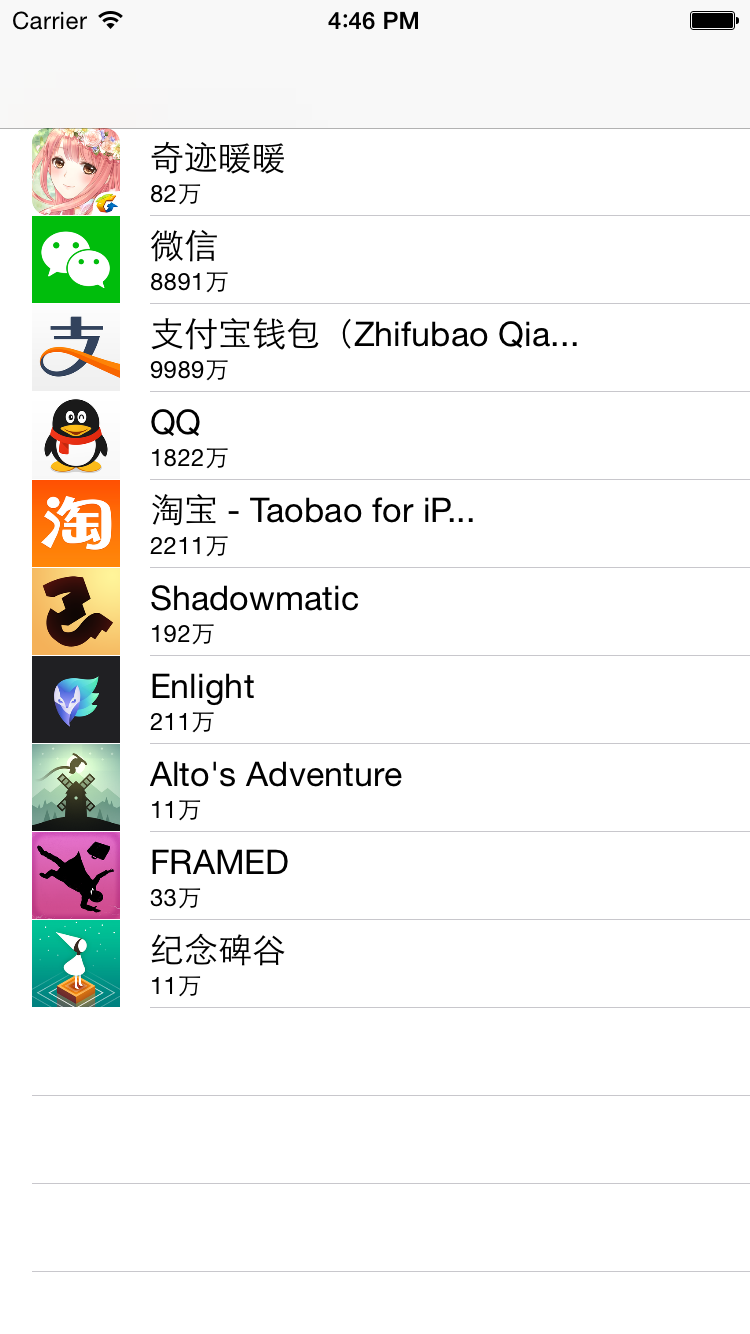 Carrier 4:46 PM
奇迹暖暖
82万
微信
8891万
支付宝钱包（Zhifubao Qia...
9989万
QQ
1822万
淘宝 - Taobao for iP...
2211万
Shadowmatic
192万
Enlight
211万
Alto's Adventure
11万
FRAMED
33万
纪念碑谷
11万
支
淘